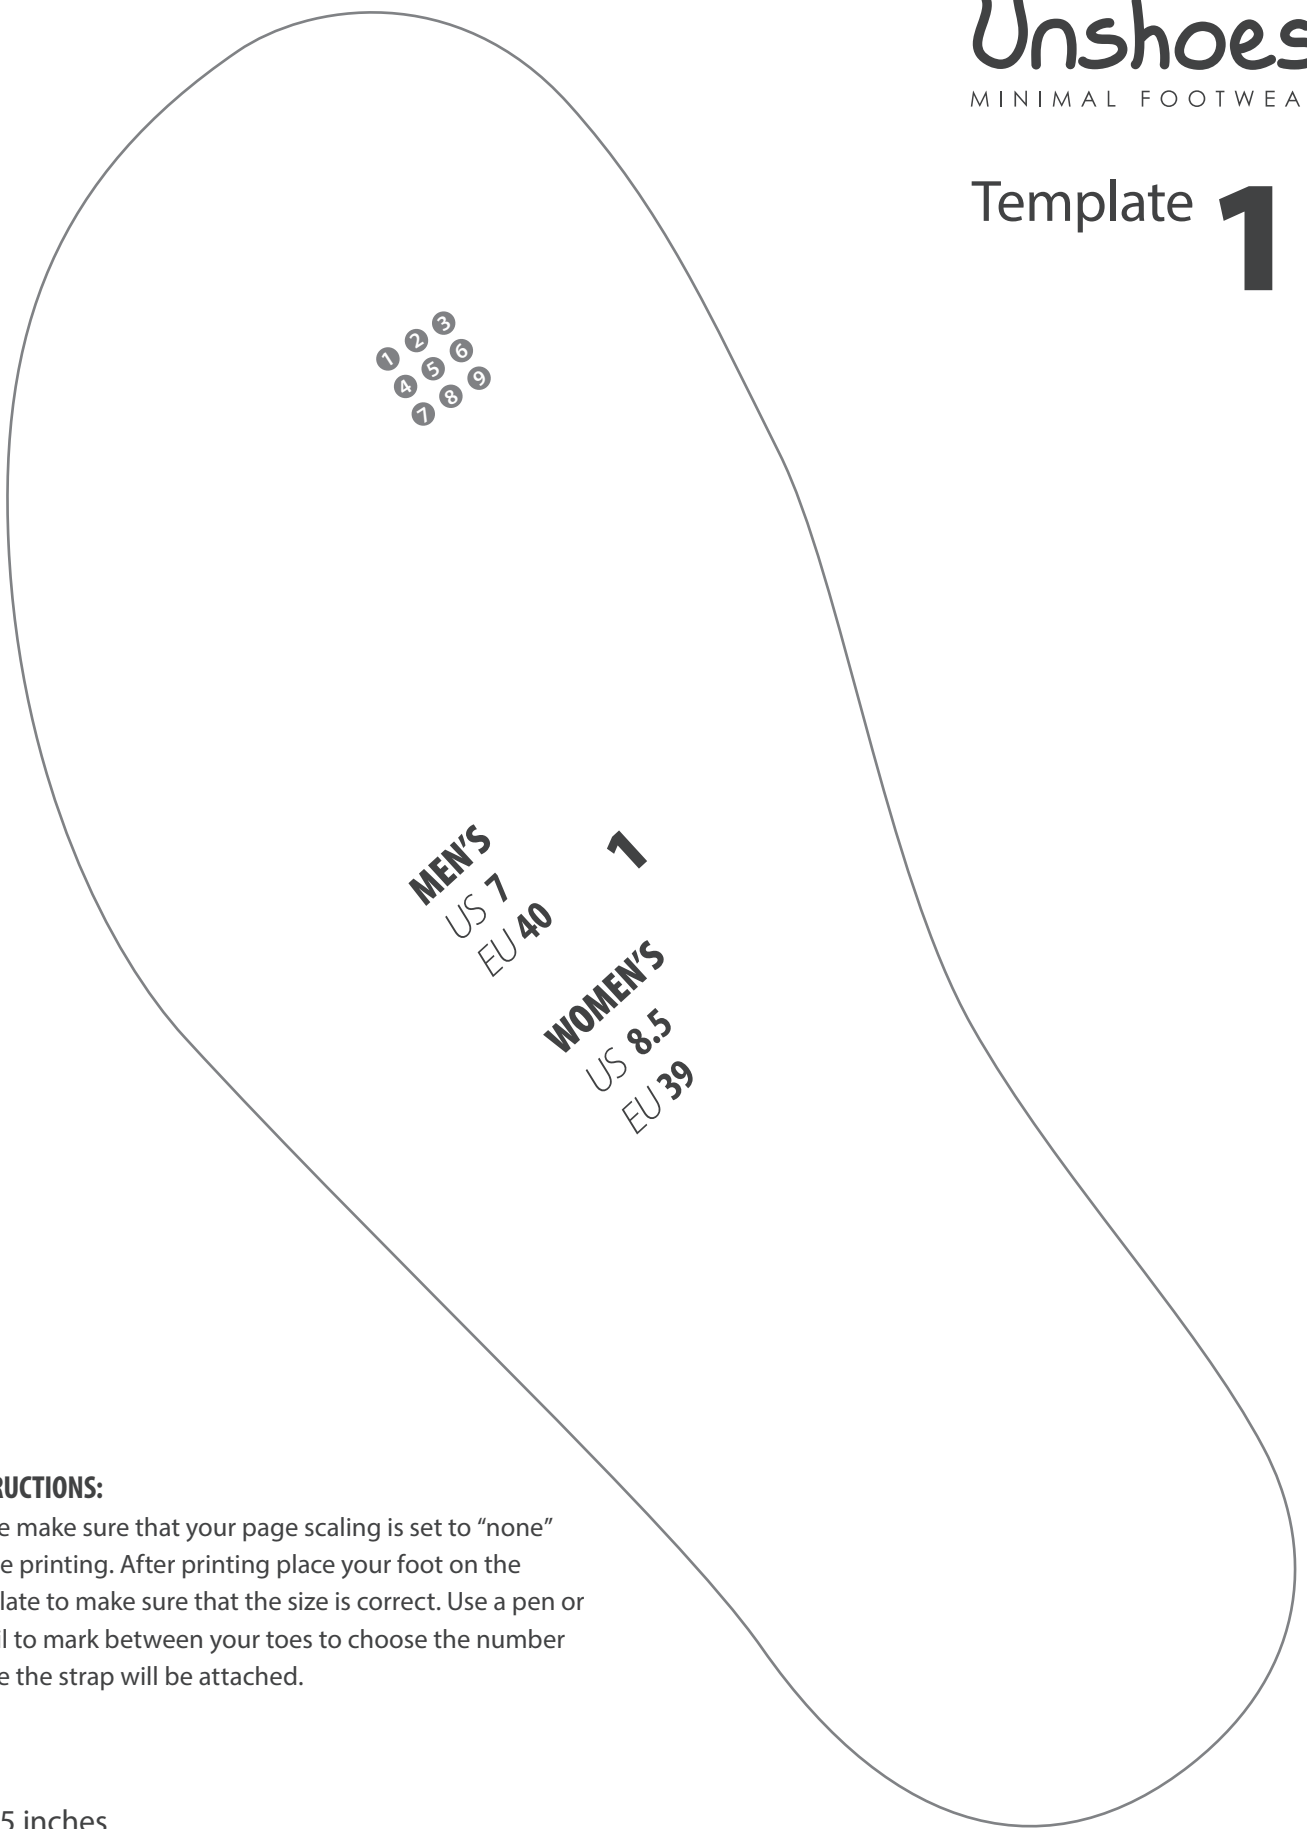 Unshoes
MINIMAL FOOTWEA
Template 1
1 2 3
4 5 6
7 8 9
MEN'S
US 7
EU 40
1
WOMEN'S
US 8.5
EU 39
RUCTIONS:
e make sure that your page scaling is set to “none”
e printing. After printing place your foot on the
late to make sure that the size is correct. Use a pen or
il to mark between your toes to choose the number
e the strap will be attached.
5 inches